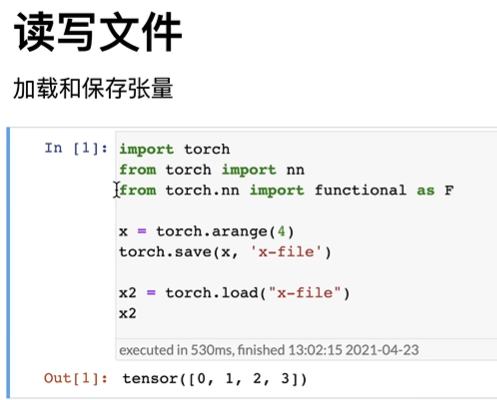 读写文件
加载和保存张量
In [1]: import torch
from torch import nn
from torch.nn import functional as F
x = torch.arange(4)
torch.save(x, 'x-file')
x2 = torch.load("x-file")
x2
executed in 530ms, finished 13:02:15 2021-04-23
Out[1]: tensor([0, 1, 2, 3])